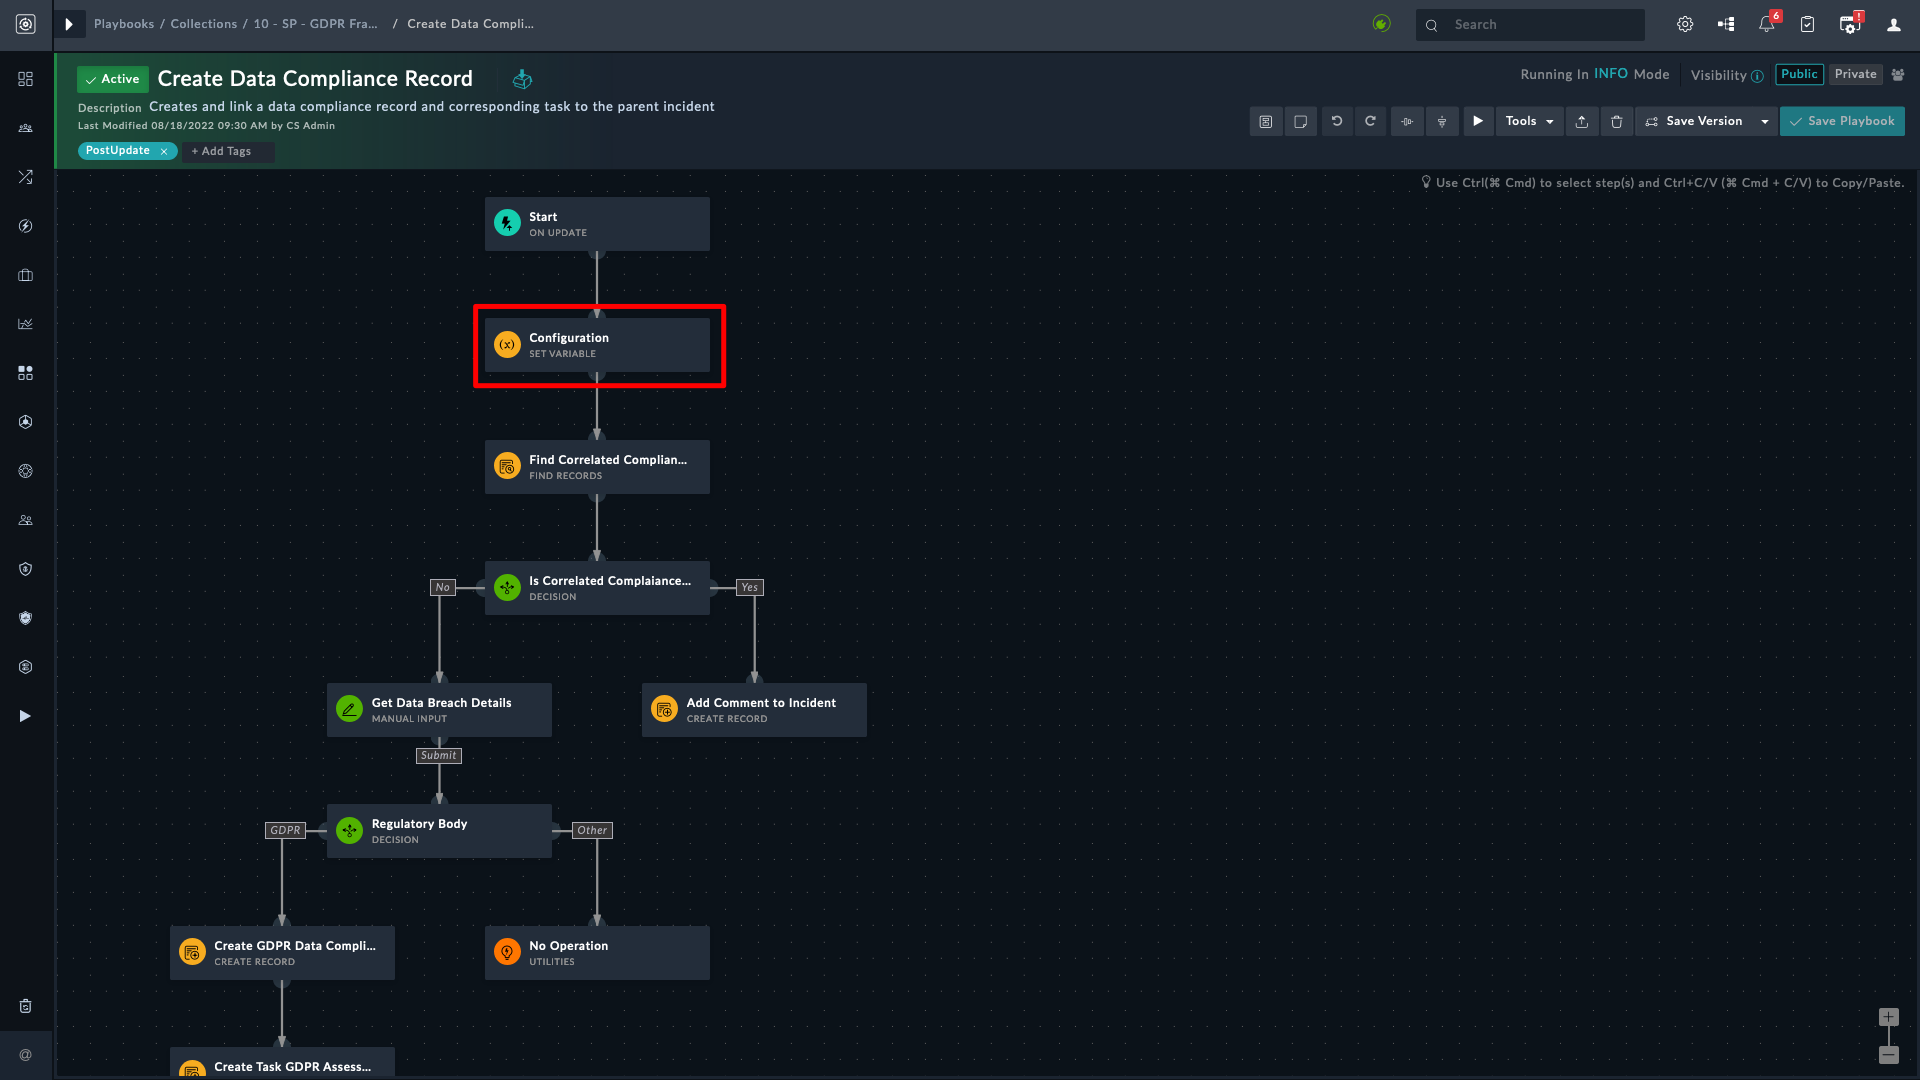 Playbooks / Collections / 10 - SP - GDPR Fra... / Create Data Compli...
Search
6
!
Active
Create Data Compliance Record
Running In INFO Mode
Visibility
Public
Private
Description Creates and link a data compliance record and corresponding task to the parent incident
Last Modified 08/18/2022 09:30 AM by CS Admin
Tools
Save Version
Save Playbook
PostUpdate ×
+ Add Tags
Use Ctrl(⌘ Cmd) to select step(s) and Ctrl+C/V (⌘ Cmd + C/V) to Copy/Paste.
Start
ON UPDATE
(x)
Configuration
SET VARIABLE
Find Correlated Complian...
FIND RECORDS
Is Correlated Complaiance...
DECISION
No
Yes
Get Data Breach Details
MANUAL INPUT
Add Comment to Incident
CREATE RECORD
Submit
Regulatory Body
DECISION
GDPR
Other
Create GDPR Data Compli...
CREATE RECORD
No Operation
UTILITIES
Create Task GDPR Assess...
+
−
@